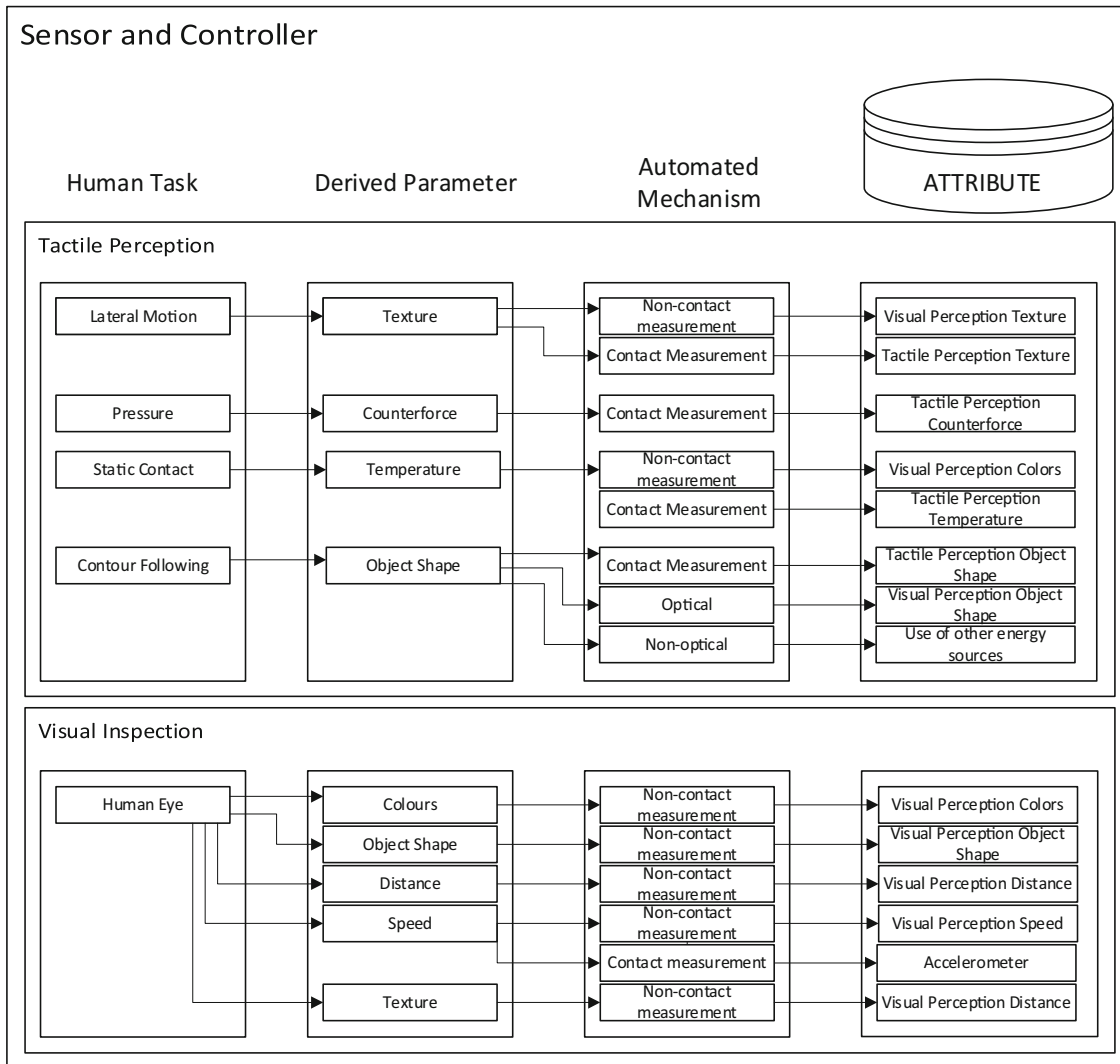 Sensor and Controller
Human Task
Derived Parameter
Automated
Mechanism
ATTRIBUTE
Tactile Perception
Lateral Motion
Texture
Non-contact
measurement
Visual Perception Texture
Contact Measurement
Tactile Perception Texture
Pressure
Counterforce
Contact Measurement
Tactile Perception
Counterforce
Static Contact
Temperature
Non-contact
measurement
Visual Perception Colors
Contact Measurement
Tactile Perception
Temperature
Contour Following
Object Shape
Contact Measurement
Tactile Perception Object
Shape
Optical
Visual Perception Object
Shape
Non-optical
Use of other energy
sources
Visual Inspection
Human Eye
Colours
Non-contact
measurement
Visual Perception Colors
Object Shape
Non-contact
measurement
Visual Perception Object
Shape
Distance
Non-contact
measurement
Visual Perception Distance
Speed
Non-contact
measurement
Visual Perception Speed
Contact measurement
Accelerometer
Texture
Non-contact
measurement
Visual Perception Distance